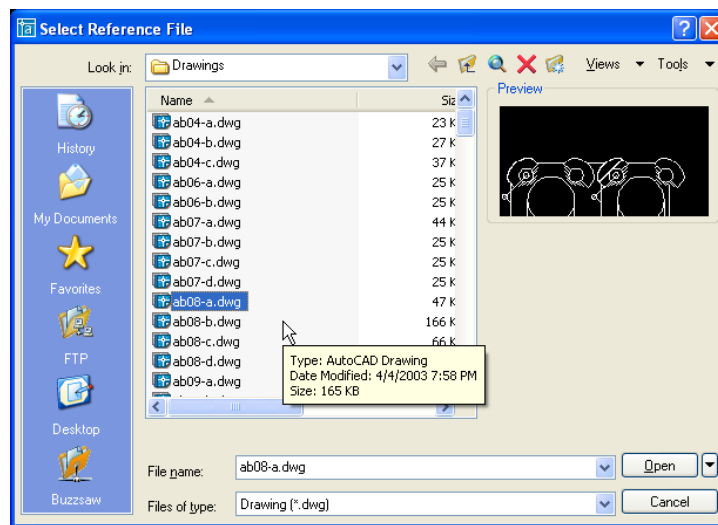 Select Reference File
Look in: Drawings Views Tools
Name Siz
Preview
ab04-a.dwg 23 K
ab04-b.dwg 27 K
ab04-c.dwg 37 K
ab06-a.dwg 25 K
ab06-b.dwg 25 K
ab07-a.dwg 44 K
ab07-b.dwg 25 K
ab07-c.dwg 25 K
ab07-d.dwg 25 K
ab08-a.dwg 47 K
ab08-b.dwg 166 K
ab08-c.dwg 66 K
ab08-d.dwg
ab09-a.dwg
Type: AutoCAD Drawing
Date Modified: 4/4/2003 7:58 PM
Size: 165 KB
History
My Documents
Favorites
FTP
Desktop
Buzzsaw
File name: ab08-a.dwg Open
Files of type: Drawing (*.dwg) Cancel